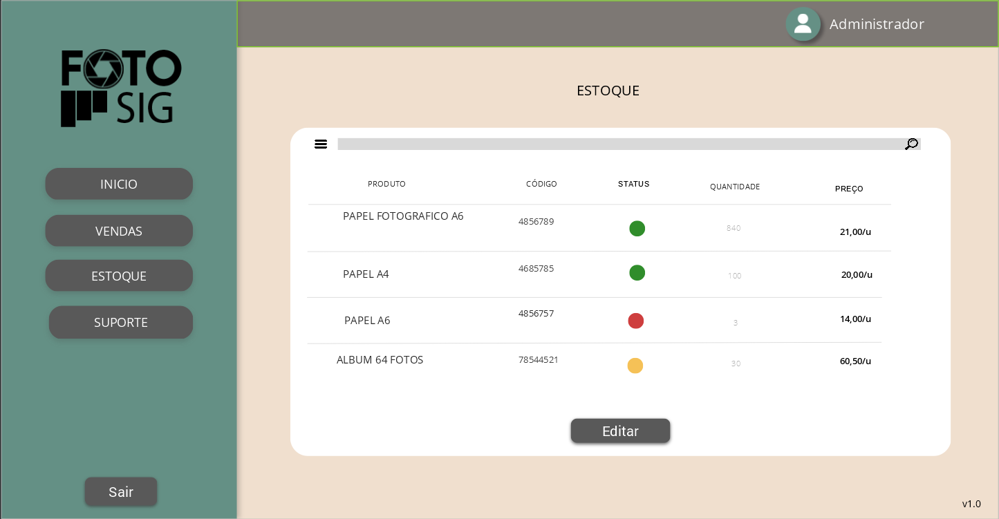 FOTO
SIG
INICIO
VENDAS
ESTOQUE
SUPORTE
Sair
Administrador
ESTOQUE
PRODUTO CÓDIGO STATUS QUANTIDADE PREÇO
PAPEL FOTOGRAFICO A6 4856789 840 21,00/u
PAPEL A4 4685785 100 20,00/u
PAPEL A6 4856757 3 14,00/u
ALBUM 64 FOTOS 78544521 30 60,50/u
Editar
v1.0